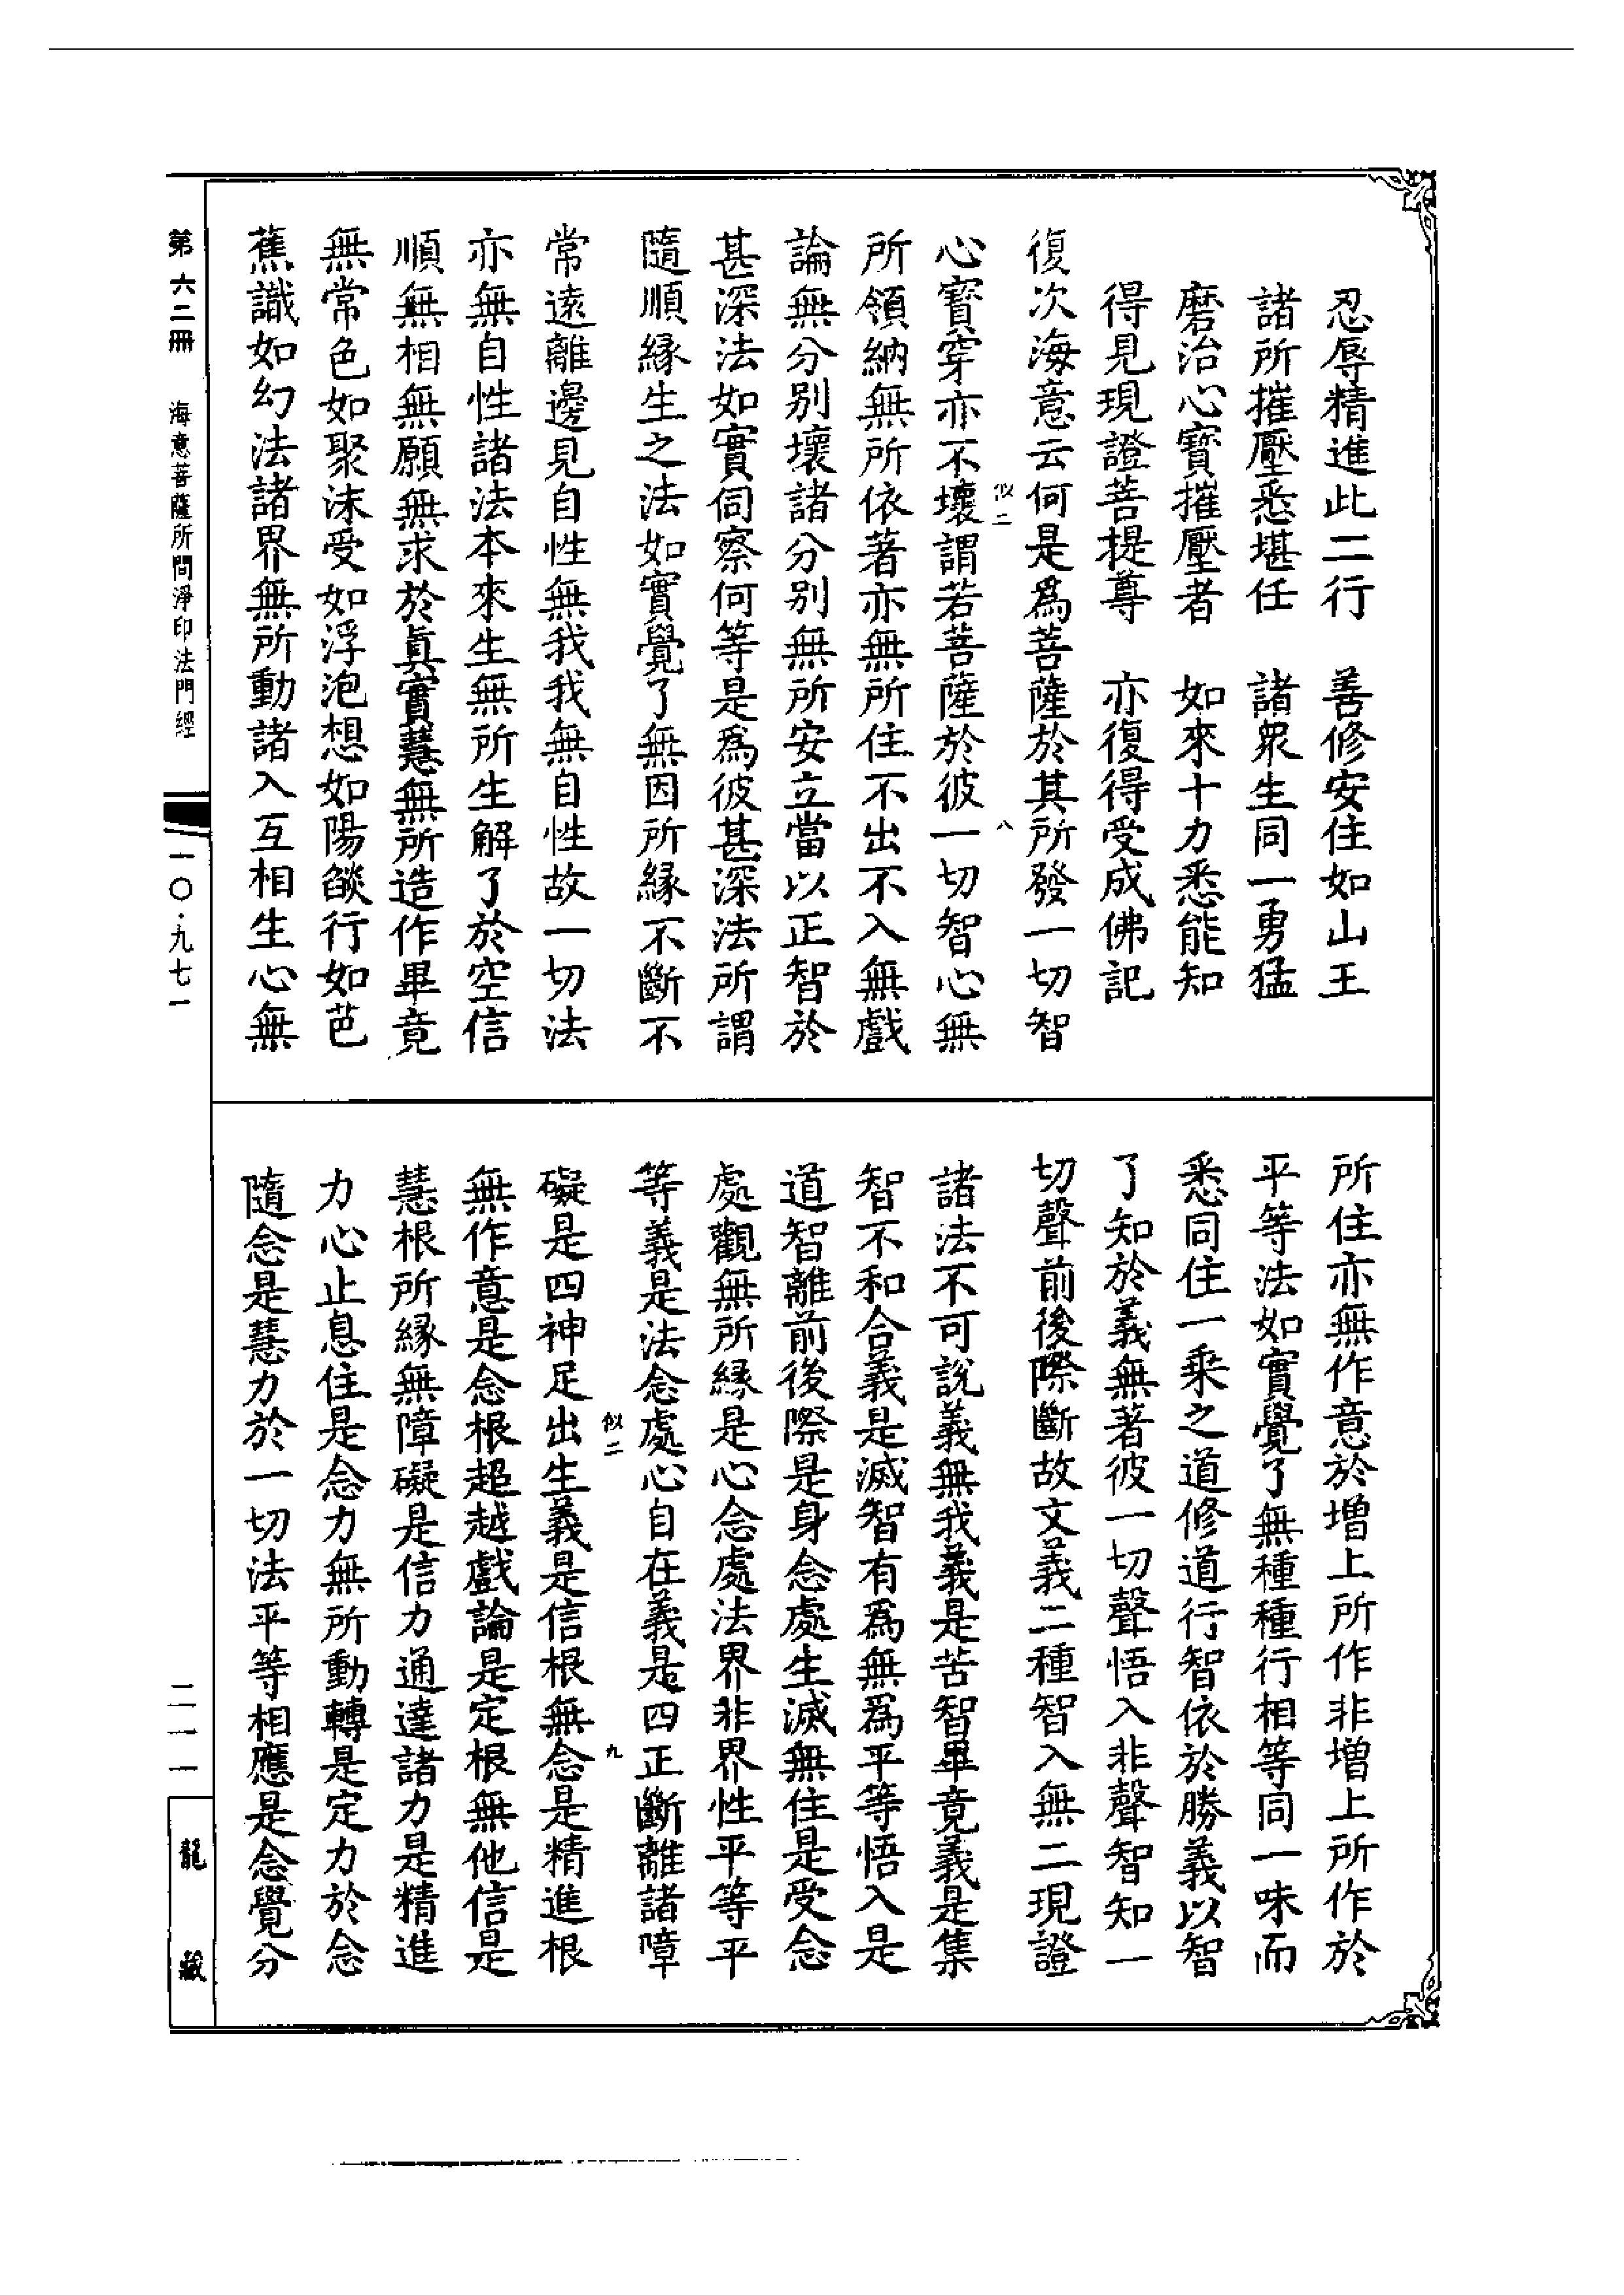 忍辱精進此二行　善修安住如山王
諸所摧壓悉堪任　諸衆生同一勇猛
磨治心寳摧壓者　如來十力悉能知
得見現證菩提尊　亦復得受成佛記
復次海意云何是爲菩薩於其所發一切智
似二　八
心寳穿亦不壞謂若菩薩於彼一切智心無
所領納無所依著亦無所住不出不入無戲
論無分别壞諸分别無所安立當以正智於
甚深法如實伺察何等是爲彼甚深法所謂
隨順緣生之法如實覺了無因所緣不斷不
常遠離邊見自性無我我無自性故一切法
亦無自性諸法本來生無所生解了於空信
順無相無願無求於眞實慧無所造作畢竟
無常色如聚沫受如浮泡想如陽燄行如芭
蕉識如幻法諸界無所動諸入互相生心無
所住亦無作意於增上所作非增上所作於
平等法如實覺了無種種行相等同一味而
悉同住一乘之道修道行智依於勝義以智
了知於義無著彼一切聲悟入非聲智知一
切聲前後際斷故文義二種智入無二現證
諸法不可說義無我義是苦智畢竟義是集
智不和合義是滅智有爲無爲平等悟入是
道智離前後際是身念處生滅無住是受念
處觀無所緣是心念處法界非界性平等平
等義是法念處心自在義是四正斷離諸障
似二　九
礙是四神足出生義是信根無念是精進根
無作意是念根超越戲論是定根無他信是
慧根所緣無障礙是信力通達諸力是精進
力心止息住是念力無所動轉是定力於念
隨念是慧力於一切法平等相應是念覺分
第六二冊　海意菩薩所問淨印法門經　一〇·九七一
二一一　龍藏